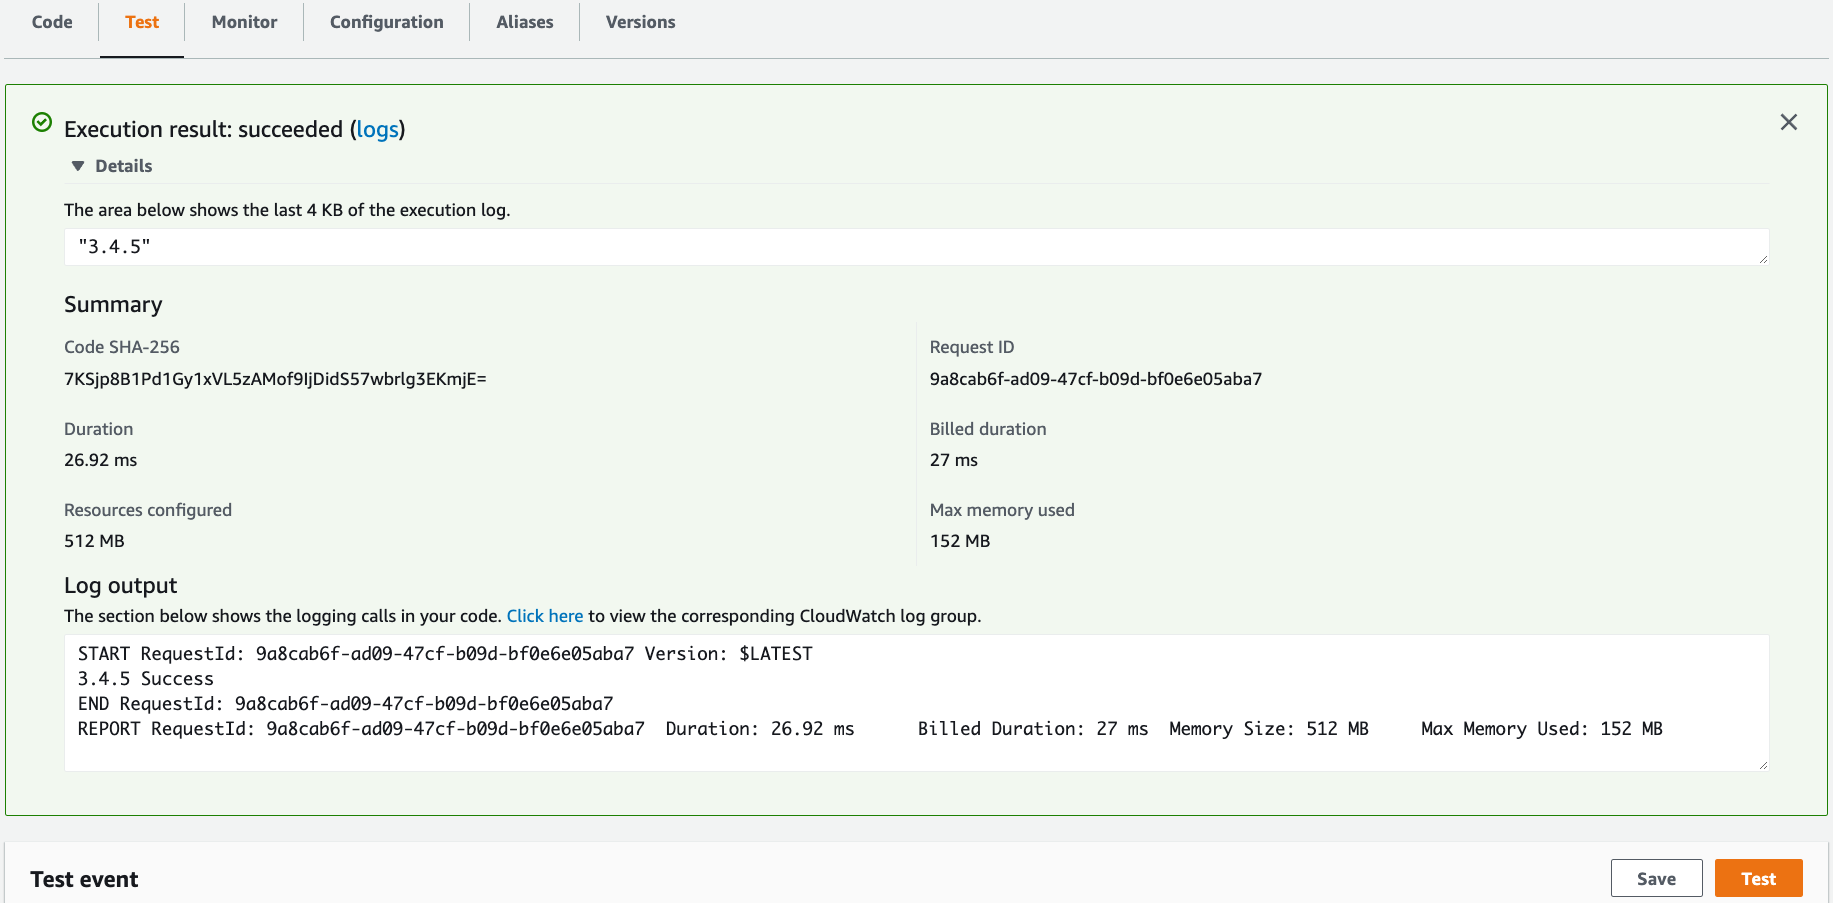 Code Test Monitor Configuration Aliases Versions
Execution result: succeeded (logs)
Details
The area below shows the last 4 KB of the execution log.
"3.4.5"
Summary
Code SHA-256
7KSjp8B1Pd1Gy1xVL5zAMof9IjDidS57wbrlg3EKmjE=
Request ID
9a8cab6f-ad09-47cf-b09d-bf0e6e05aba7
Duration
26.92 ms
Billed duration
27 ms
Resources configured
512 MB
Max memory used
152 MB
Log output
The section below shows the logging calls in your code. Click here to view the corresponding CloudWatch log group.
START RequestId: 9a8cab6f-ad09-47cf-b09d-bf0e6e05aba7 Version: $LATEST
3.4.5 Success
END RequestId: 9a8cab6f-ad09-47cf-b09d-bf0e6e05aba7
REPORT RequestId: 9a8cab6f-ad09-47cf-b09d-bf0e6e05aba7 Duration: 26.92 ms Billed Duration: 27 ms Memory Size: 512 MB Max Memory Used: 152 MB
Test event Save Test